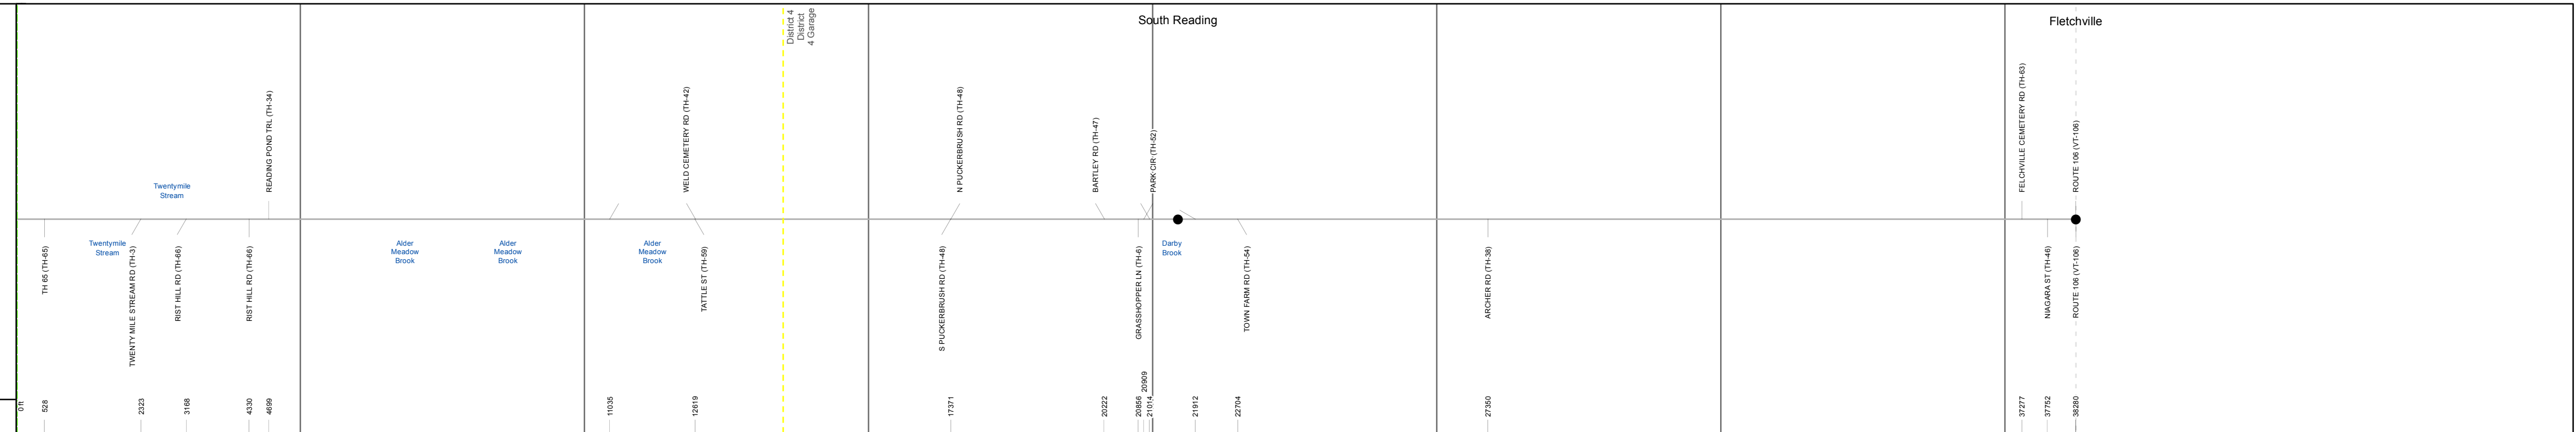 District 4
District
4 Garage
South Reading
Fletchville
READING POND TRL (TH-34)
WELD CEMETERY RD (TH-42)
N PUCKERBRUSH RD (TH-48)
BARTLEY RD (TH-47)
PARK CIR (TH-52)
FELCHVILLE CEMETERY RD (TH-63)
ROUTE 106 (VT-106)
Twentymile
Stream
TH 65 (TH-65)
Twentymile
Stream
TWENTY MILE STREAM RD (TH-3)
RIST HILL RD (TH-66)
RIST HILL RD (TH-66)
Alder
Meadow
Brook
Alder
Meadow
Brook
Alder
Meadow
Brook
TATTLE ST (TH-59)
S PUCKERBRUSH RD (TH-48)
GRASSHOPPER LN (TH-6)
Darby
Brook
TOWN FARM RD (TH-54)
ARCHER RD (TH-38)
NIAGARA ST (TH-46)
ROUTE 106 (VT-106)
0 ft
528
2323
3168
4330
4699
11035
12619
17371
20222
20856
20909
21014
21912
22704
27350
37277
37752
38280